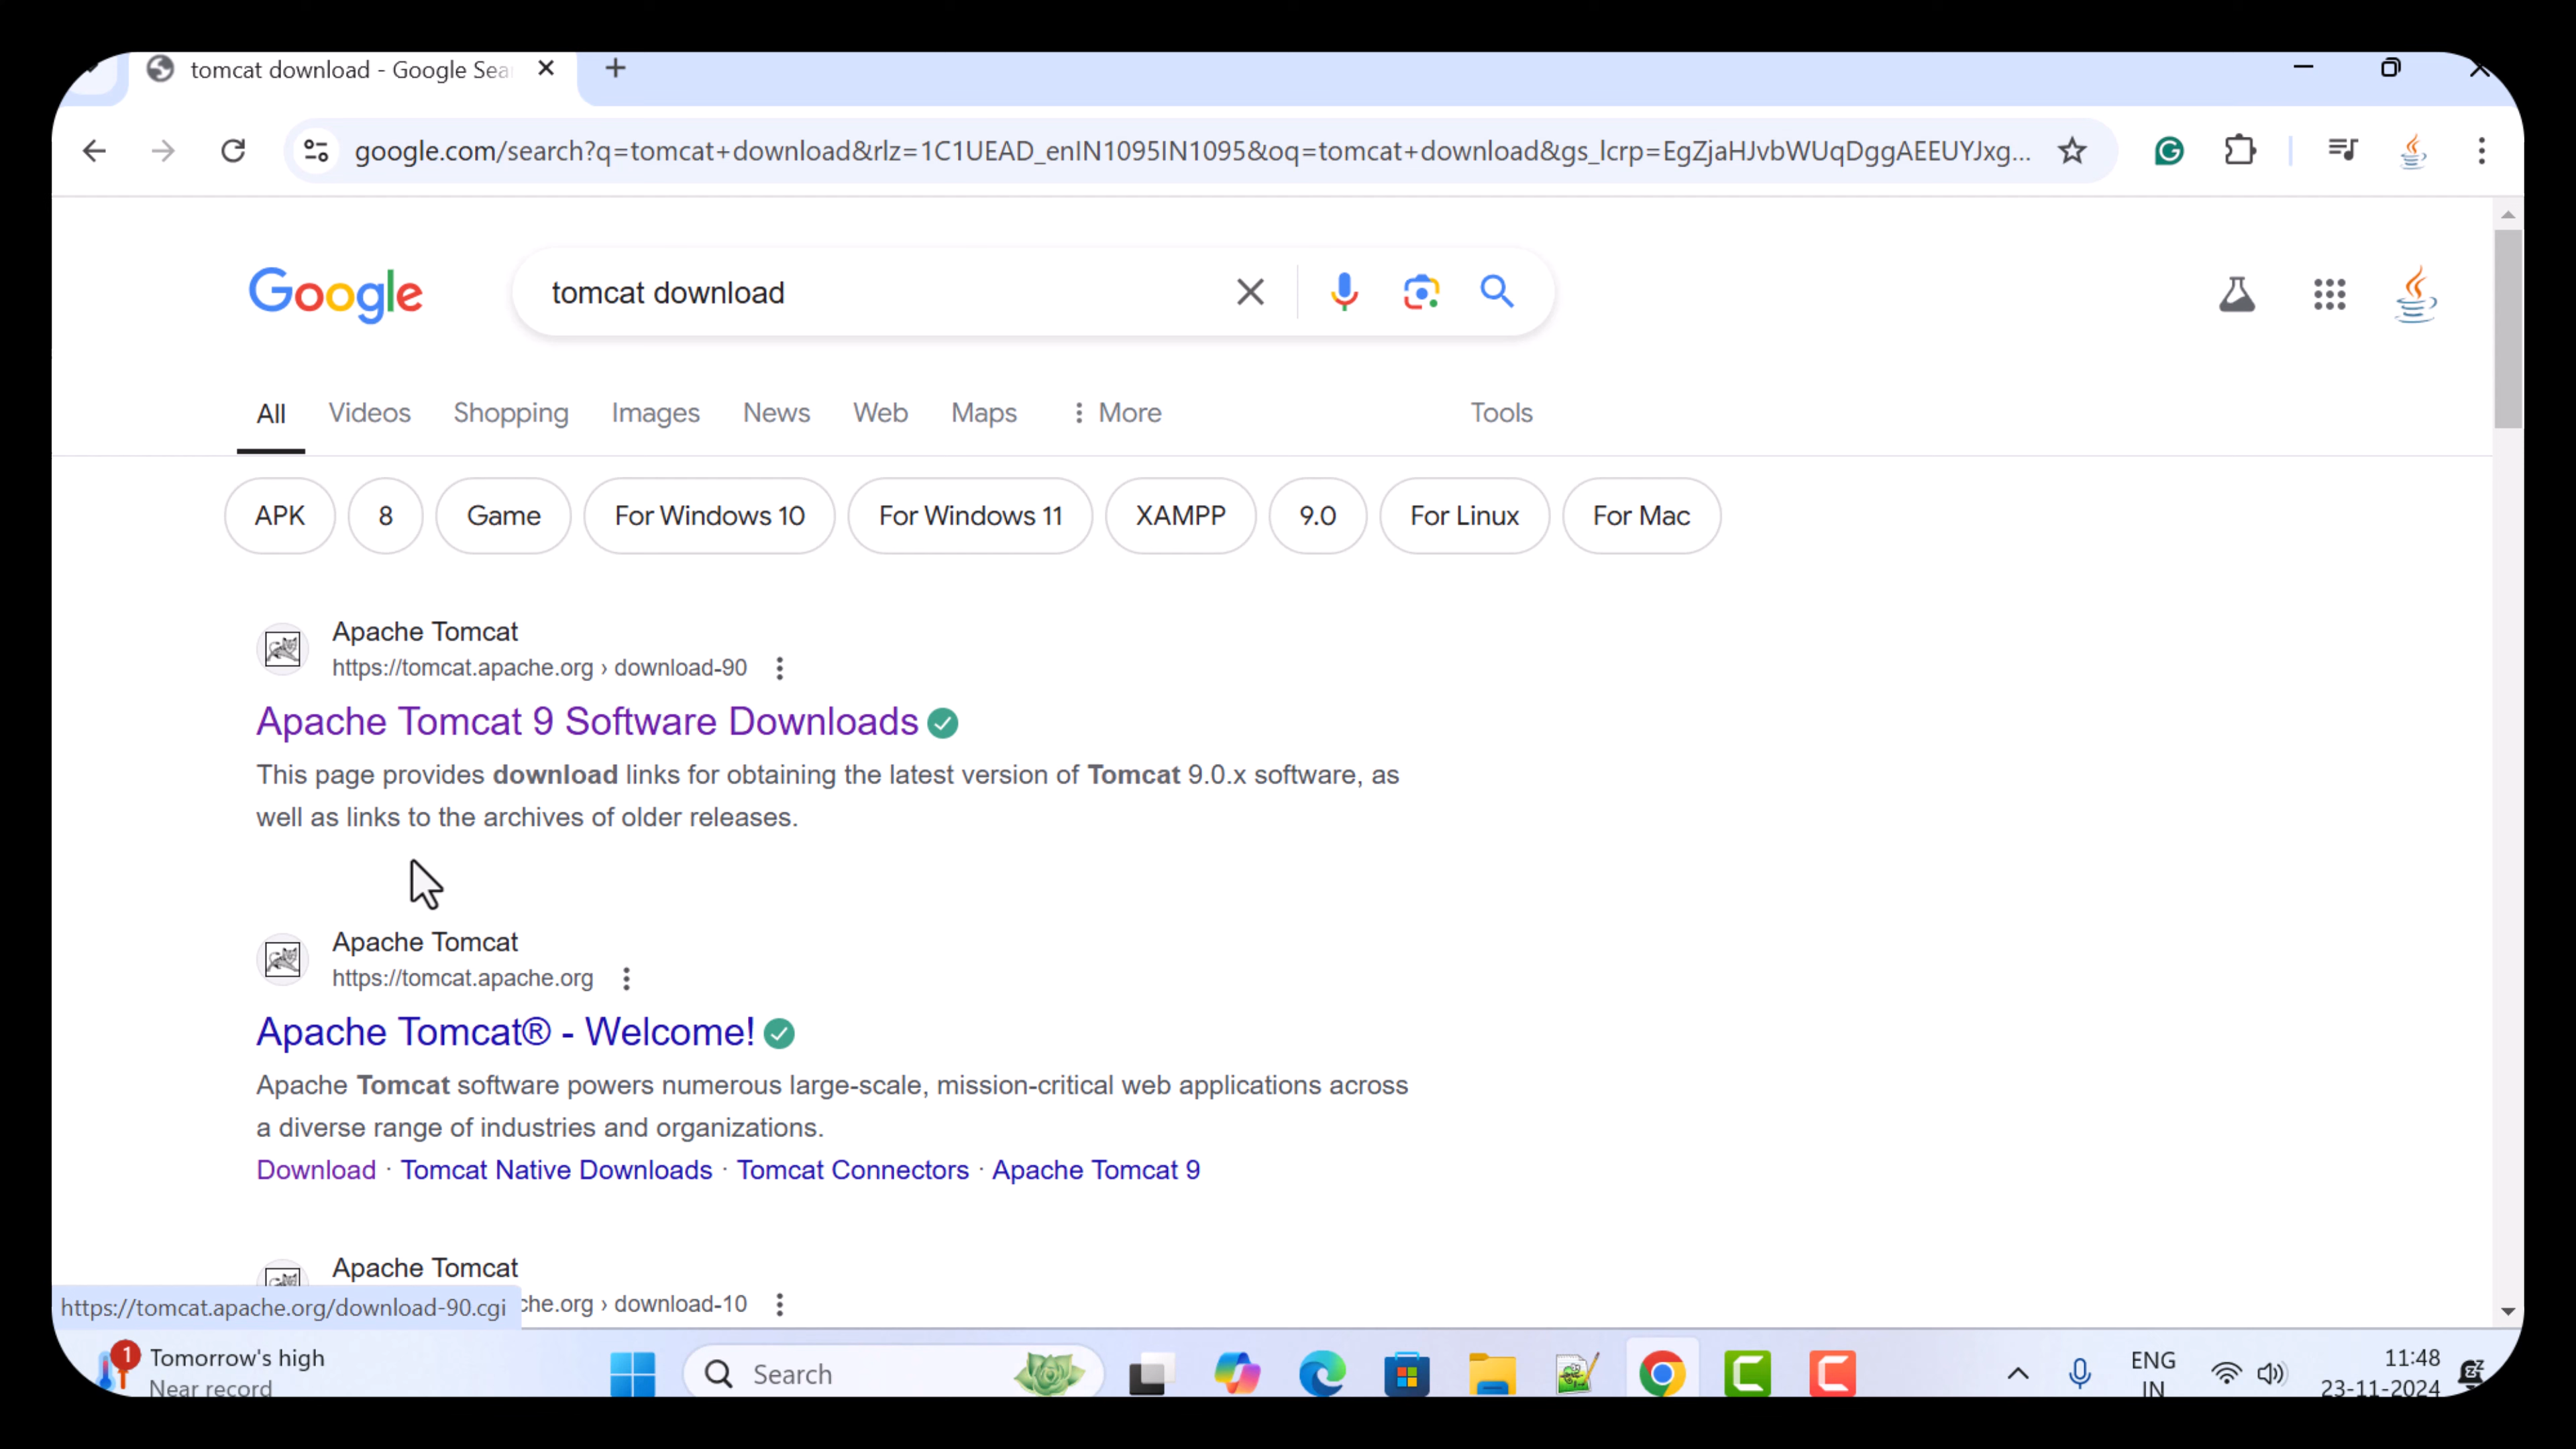 tomcat download - Google Sea
google.com/search?q=tomcat+download&rlz=1C1UEAD_enIN1095IN1095&oq=tomcat+download&gs_lcrp=EgZjaHJvbWUqDggAEEUYJxg...
Google
tomcat download
All Videos Shopping Images News Web Maps More Tools
APK 8 Game For Windows 10 For Windows 11 XAMPP 9.0 For Linux For Mac
Apache Tomcat
https://tomcat.apache.org › download-90
Apache Tomcat 9 Software Downloads
This page provides download links for obtaining the latest version of Tomcat 9.0.x software, as
well as links to the archives of older releases.
Apache Tomcat
https://tomcat.apache.org
Apache Tomcat® - Welcome!
Apache Tomcat software powers numerous large-scale, mission-critical web applications across
a diverse range of industries and organizations.
Download · Tomcat Native Downloads · Tomcat Connectors · Apache Tomcat 9
Apache Tomcat
che.org › download-10
https://tomcat.apache.org/download-90.cgi
1 Tomorrow's high
Near record
Search
ENG
IN
11:48
23-11-2024